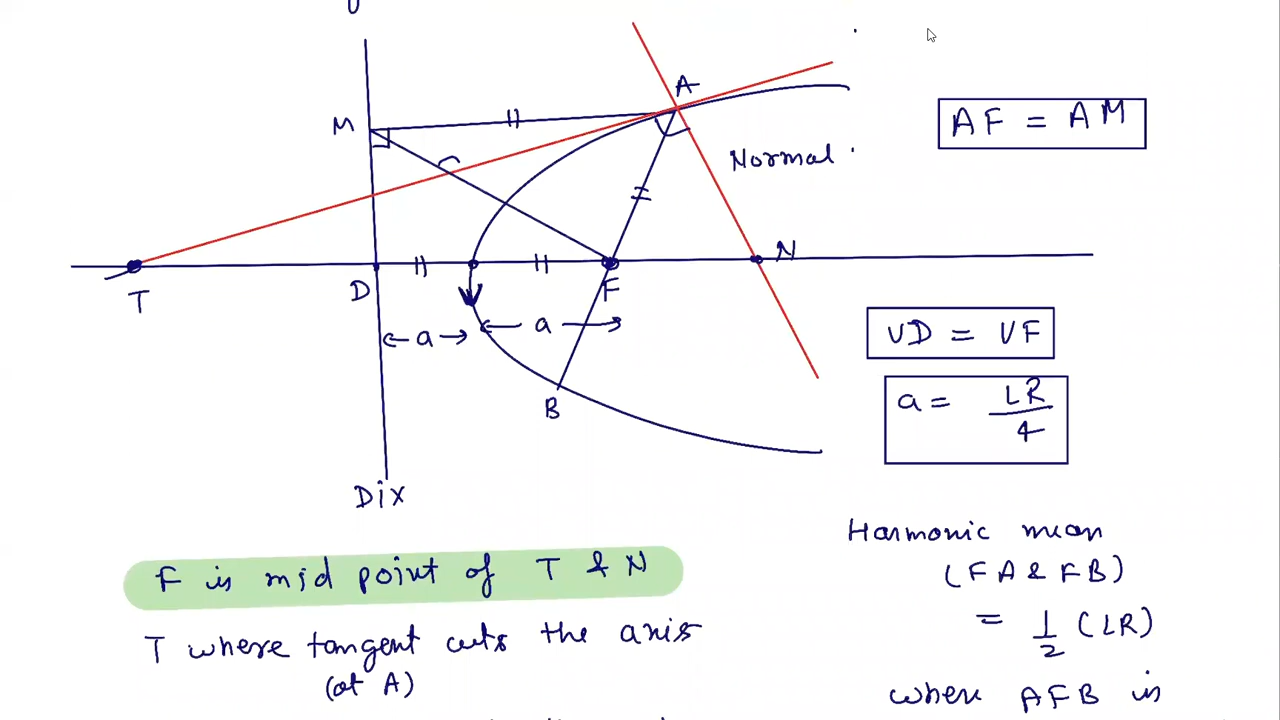 A
M
AF = AM
Normal
N
T
D
F
a
a
VD = VF
a = LR/4
B
Dix
F is mid point of T & N
T where tangent cuts the axis
(at A)
Harmonic mean
(FA & FB)
= 1/2 (LR)
where AFB is